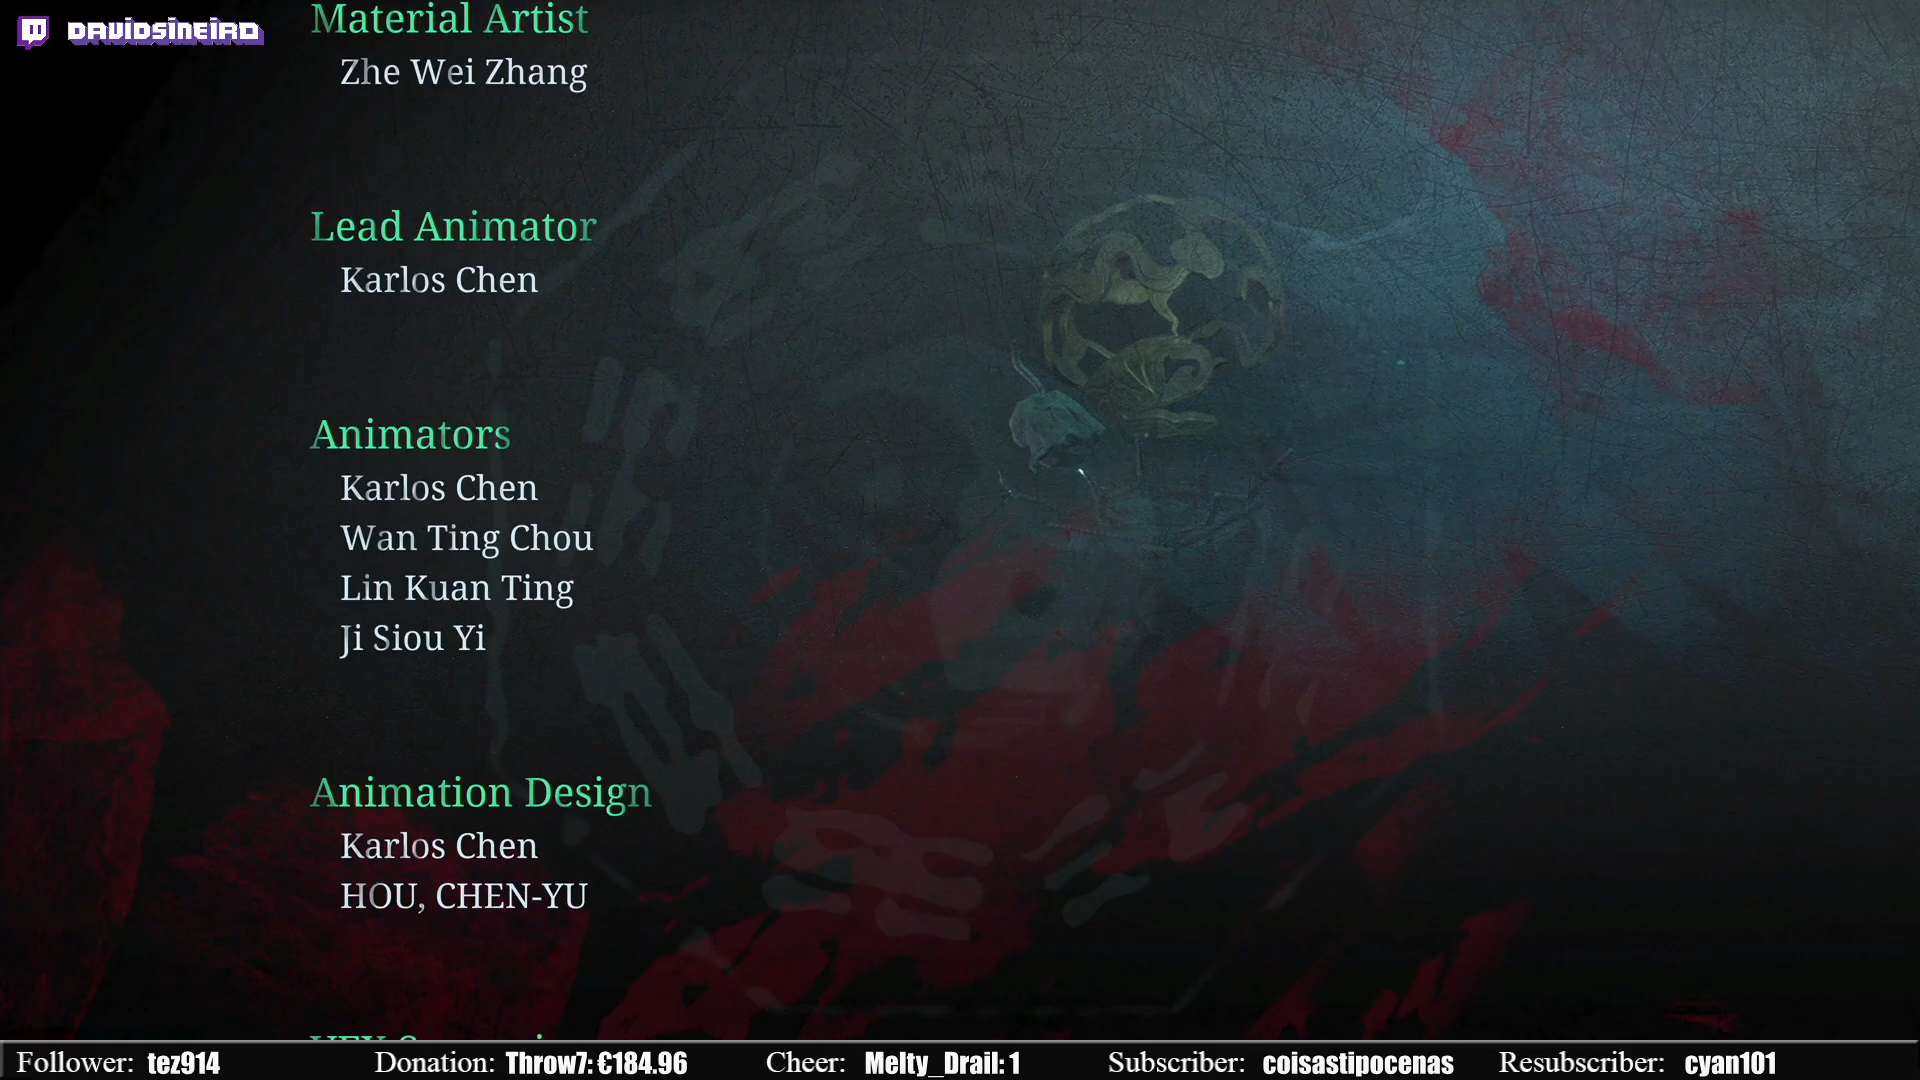 DAVIDSINEIRO
Material Artist
Zhe Wei Zhang
Lead Animator
Karlos Chen
Animators
Karlos Chen
Wan Ting Chou
Lin Kuan Ting
Ji Siou Yi
Animation Design
Karlos Chen
HOU, CHEN-YU
Follower: tez914 Donation: Throw7: €184.96 Cheer: Melty_Drail: 1 Subscriber: coisastipocenas Resubscriber: cyan101